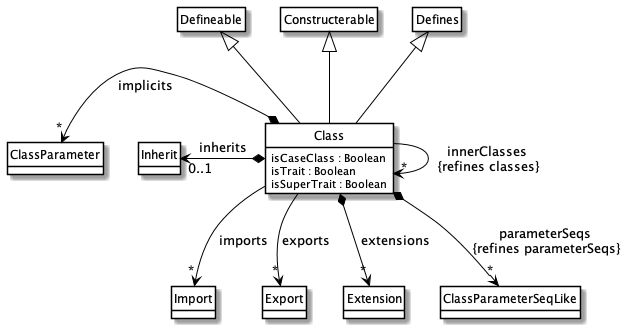 Defineable
Constructerable
Defines
implicits
*
ClassParameter
Inherit
inherits
0..1
Class
isCaseClass : Boolean
isTrait : Boolean
isSuperTrait : Boolean
*
innerClasses
{refines classes}
imports
exports
extensions
parameterSeqs
{refines parameterSeqs}
*
*
*
*
Import
Export
Extension
ClassParameterSeqLike